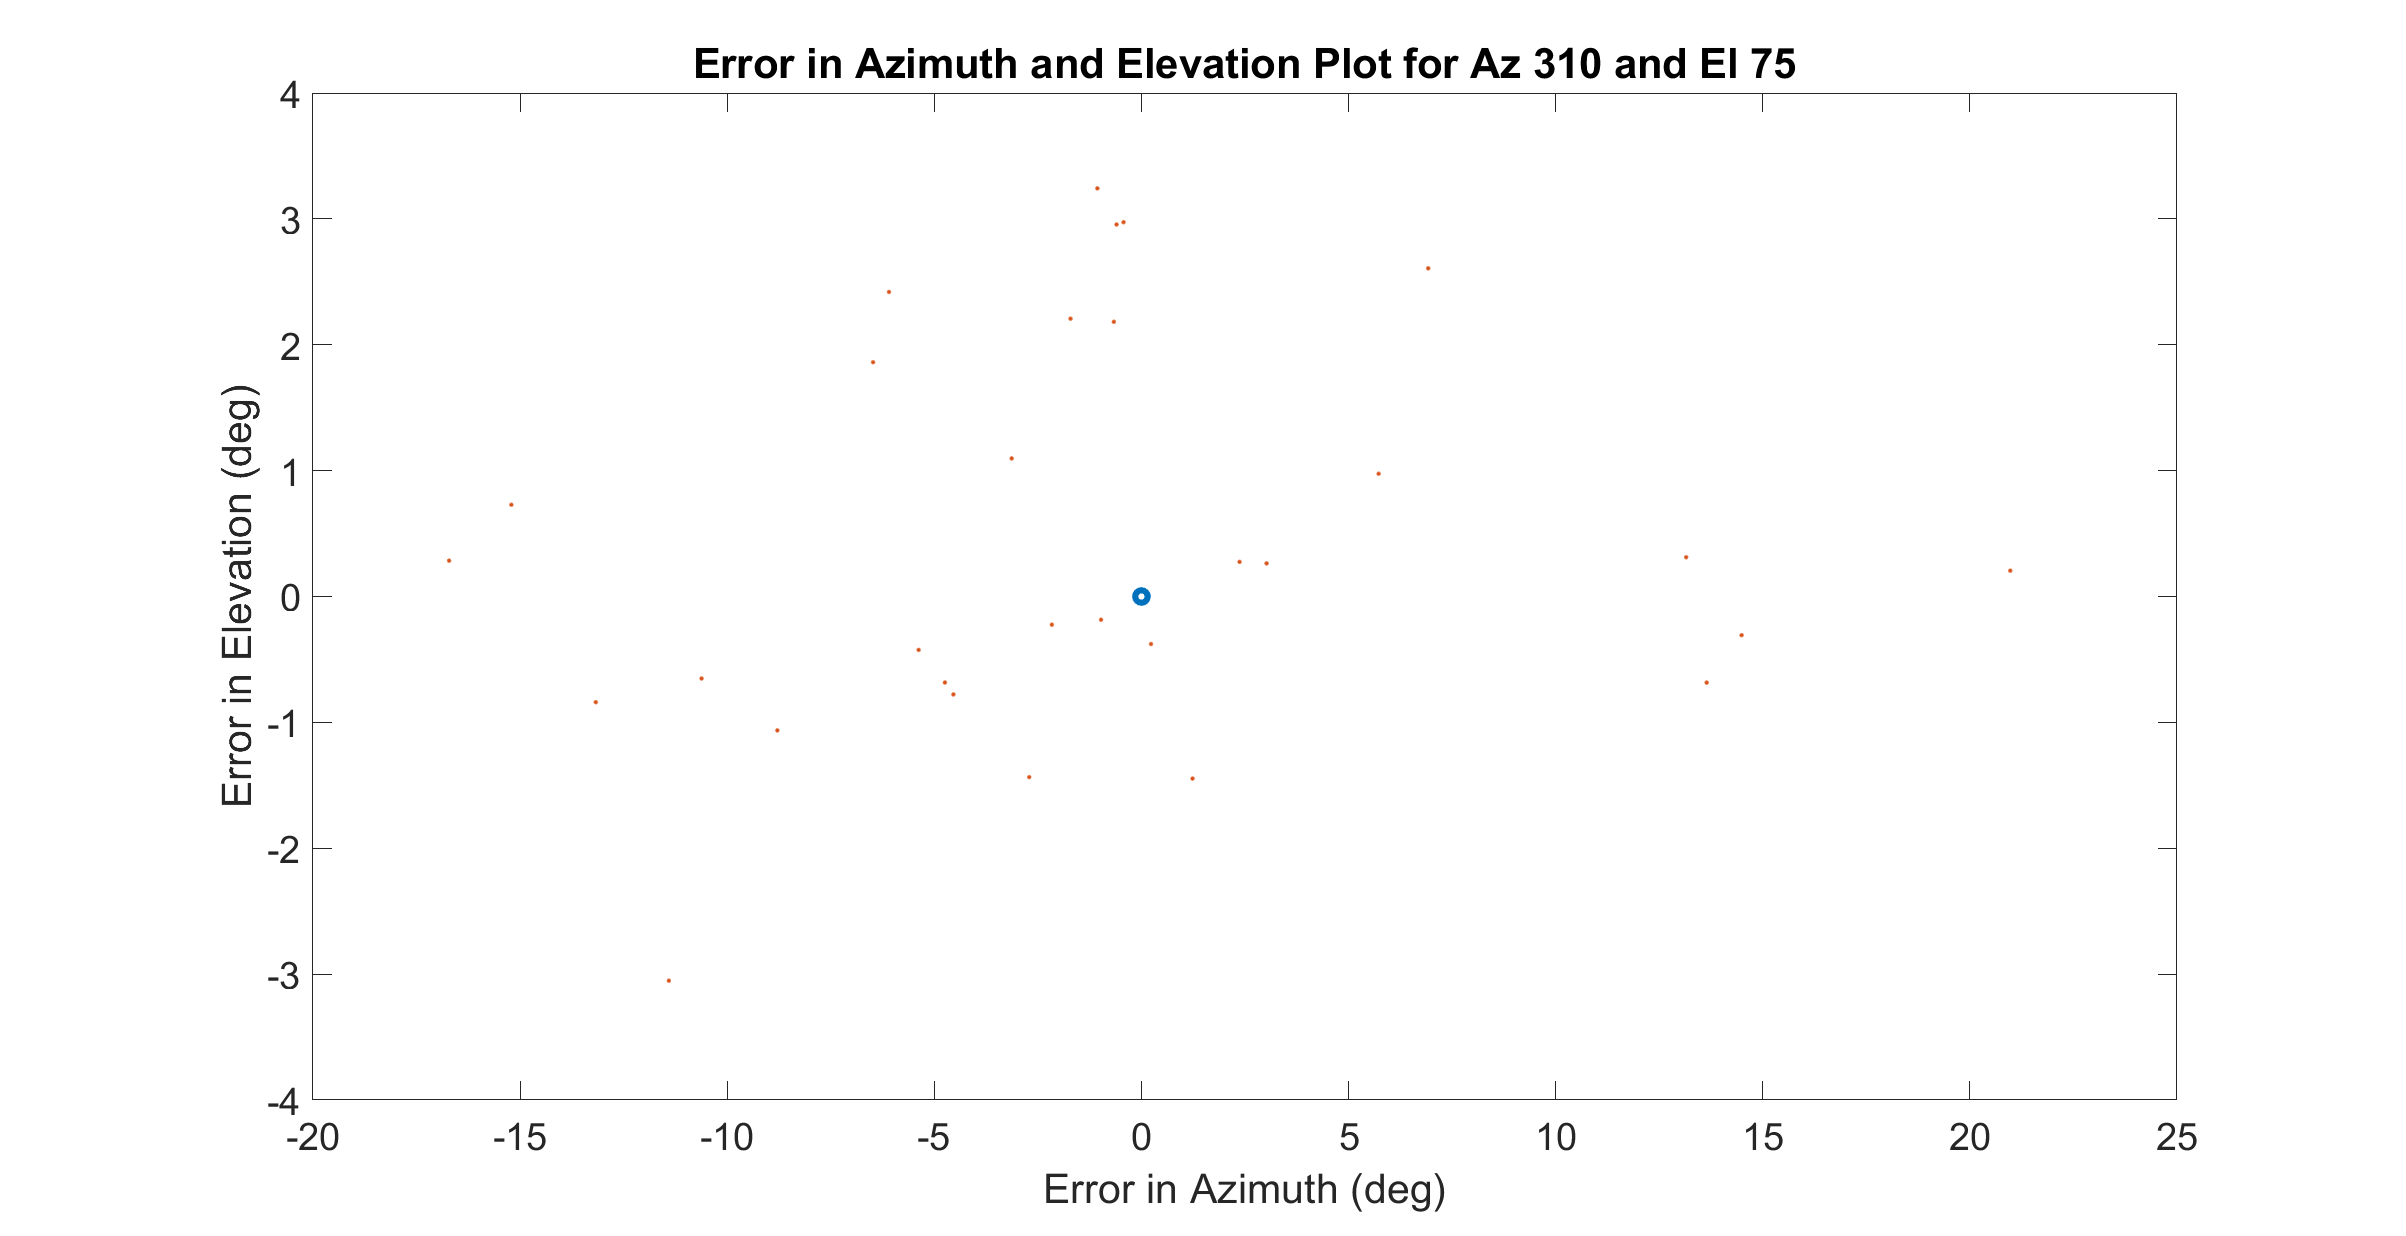 Error in Azimuth and Elevation Plot for Az 310 and El 75
4
3
2
1
0
-1
-2
-3
-4
Error in Elevation (deg)
-20 -15 -10 -5 0 5 10 15 20 25
Error in Azimuth (deg)